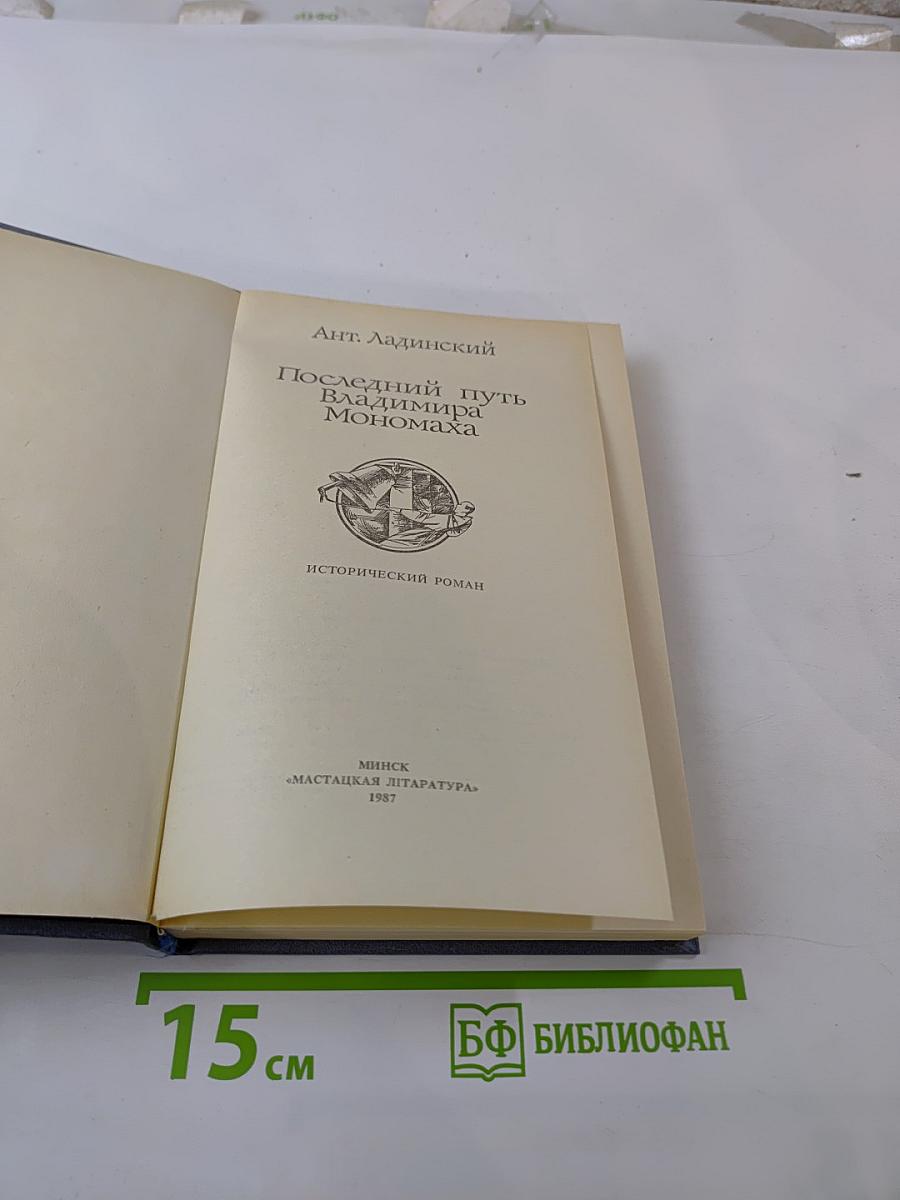 Ант. Ладинский
Последний путь
Владимира
Мономаха
ИСТОРИЧЕСКИЙ РОМАН
МИНСК
«МАСТАЦКАЯ ЛІТАРАТУРА»
1987
15 см
БФ БИБЛИОФАН